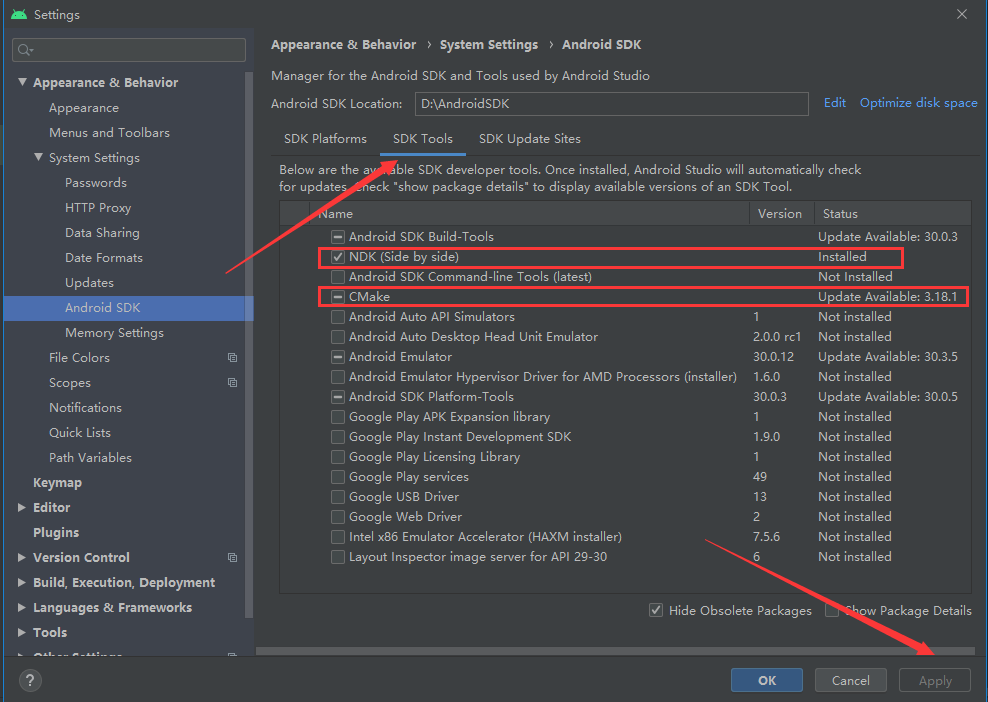 Settings
Appearance & Behavior
Appearance
Menus and Toolbars
System Settings
Passwords
HTTP Proxy
Data Sharing
Date Formats
Updates
Android SDK
Memory Settings
File Colors
Scopes
Notifications
Quick Lists
Path Variables
Keymap
Editor
Plugins
Version Control
Build, Execution, Deployment
Languages & Frameworks
Tools
Other Settings
Appearance & Behavior › System Settings › Android SDK
Manager for the Android SDK and Tools used by Android Studio
Android SDK Location: D:\AndroidSDK Edit Optimize disk space
SDK Platforms SDK Tools SDK Update Sites
Below are the available SDK developer tools. Once installed, Android Studio will automatically check
for updates. Check "show package details" to display available versions of an SDK Tool.
Name Version Status
Android SDK Build-Tools Update Available: 30.0.3
NDK (Side by side) Installed
Android SDK Command-line Tools (latest) Not Installed
CMake Update Available: 3.18.1
Android Auto API Simulators 1 Not installed
Android Auto Desktop Head Unit Emulator 2.0.0 rc1 Not installed
Android Emulator 30.0.12 Update Available: 30.3.5
Android Emulator Hypervisor Driver for AMD Processors (installer) 1.6.0 Not installed
Android SDK Platform-Tools 30.0.3 Update Available: 30.0.5
Google Play APK Expansion library 1 Not installed
Google Play Instant Development SDK 1.9.0 Not installed
Google Play Licensing Library 1 Not installed
Google Play services 49 Not installed
Google USB Driver 13 Not installed
Google Web Driver 2 Not installed
Intel x86 Emulator Accelerator (HAXM installer) 7.5.6 Not installed
Layout Inspector image server for API 29-30 6 Not installed
Hide Obsolete Packages Show Package Details
? OK Cancel Apply